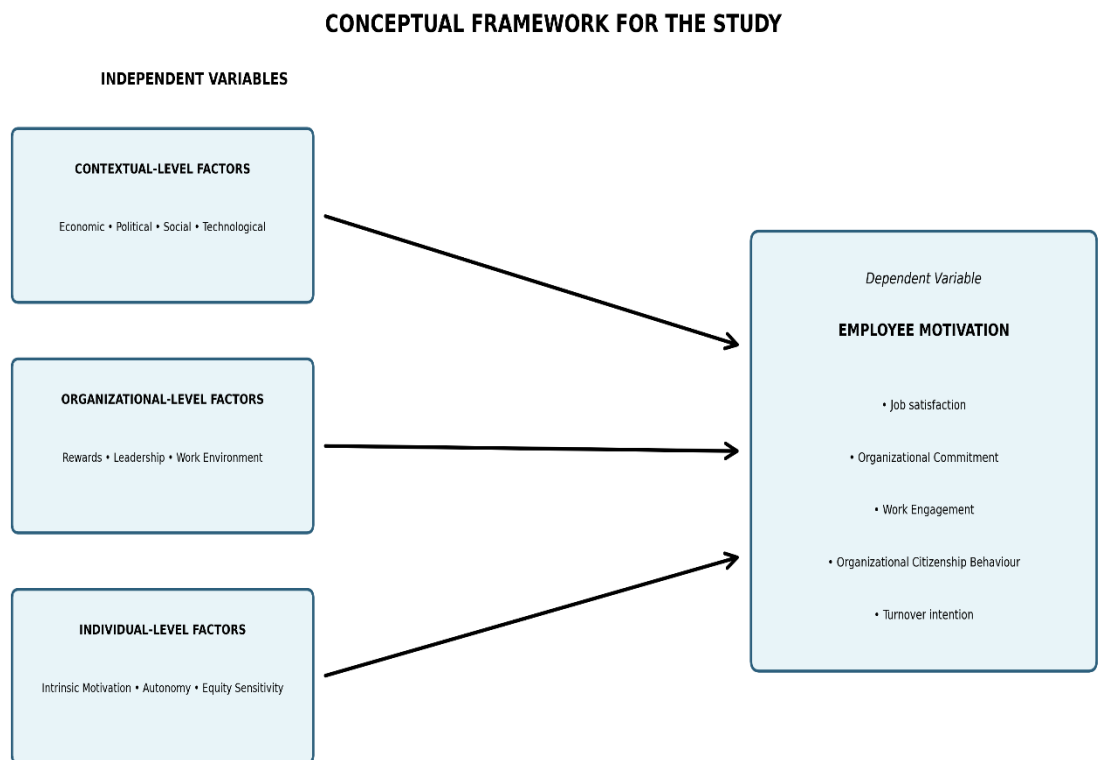 CONCEPTUAL FRAMEWORK FOR THE STUDY
INDEPENDENT VARIABLES
CONTEXTUAL-LEVEL FACTORS
Economic • Political • Social • Technological
ORGANIZATIONAL-LEVEL FACTORS
Rewards • Leadership • Work Environment
INDIVIDUAL-LEVEL FACTORS
Intrinsic Motivation • Autonomy • Equity Sensitivity
Dependent Variable
EMPLOYEE MOTIVATION
• Job satisfaction
• Organizational Commitment
• Work Engagement
• Organizational Citizenship Behaviour
• Turnover intention